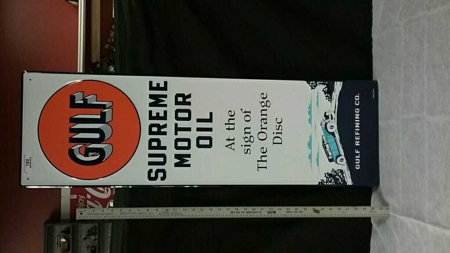 GULF
SUPREME
MOTOR
OIL
At the
sign of
The Orange
Disc
GULF REFINING CO.